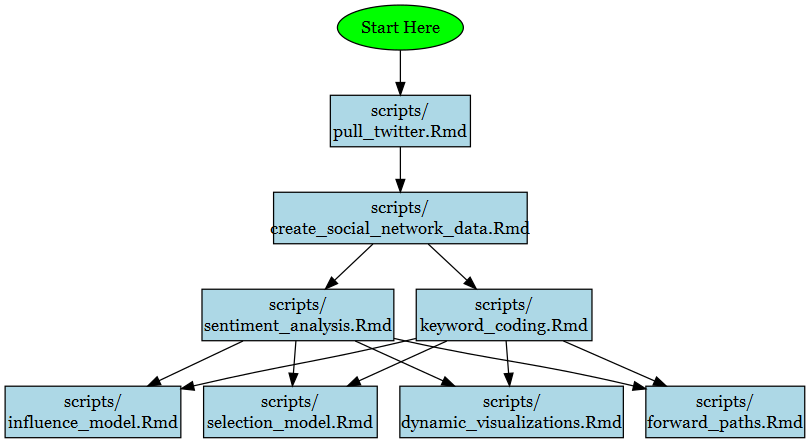 Start Here
scripts/
pull_twitter.Rmd
scripts/
create_social_network_data.Rmd
scripts/
sentiment_analysis.Rmd
scripts/
keyword_coding.Rmd
scripts/
influence_model.Rmd
scripts/
selection_model.Rmd
scripts/
dynamic_visualizations.Rmd
scripts/
forward_paths.Rmd